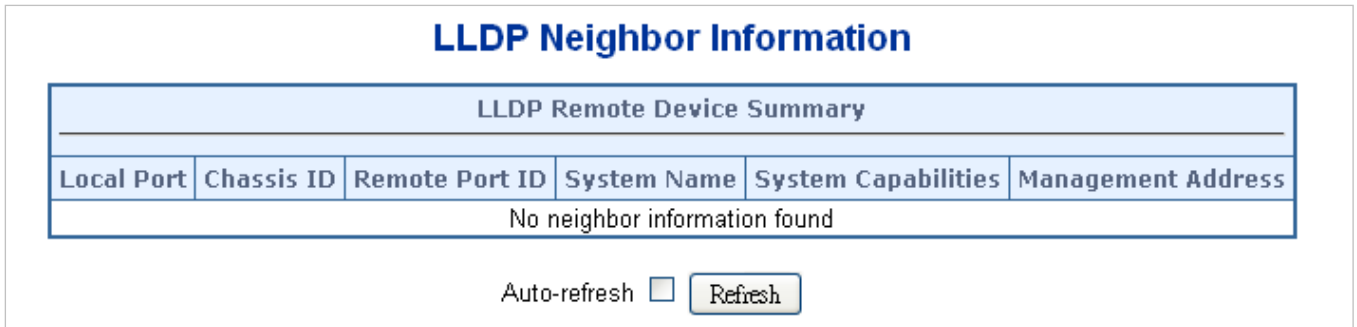 LLDP Neighbor Information
LLDP Remote Device Summary
Local Port Chassis ID Remote Port ID System Name System Capabilities Management Address
No neighbor information found
Auto-refresh Refresh